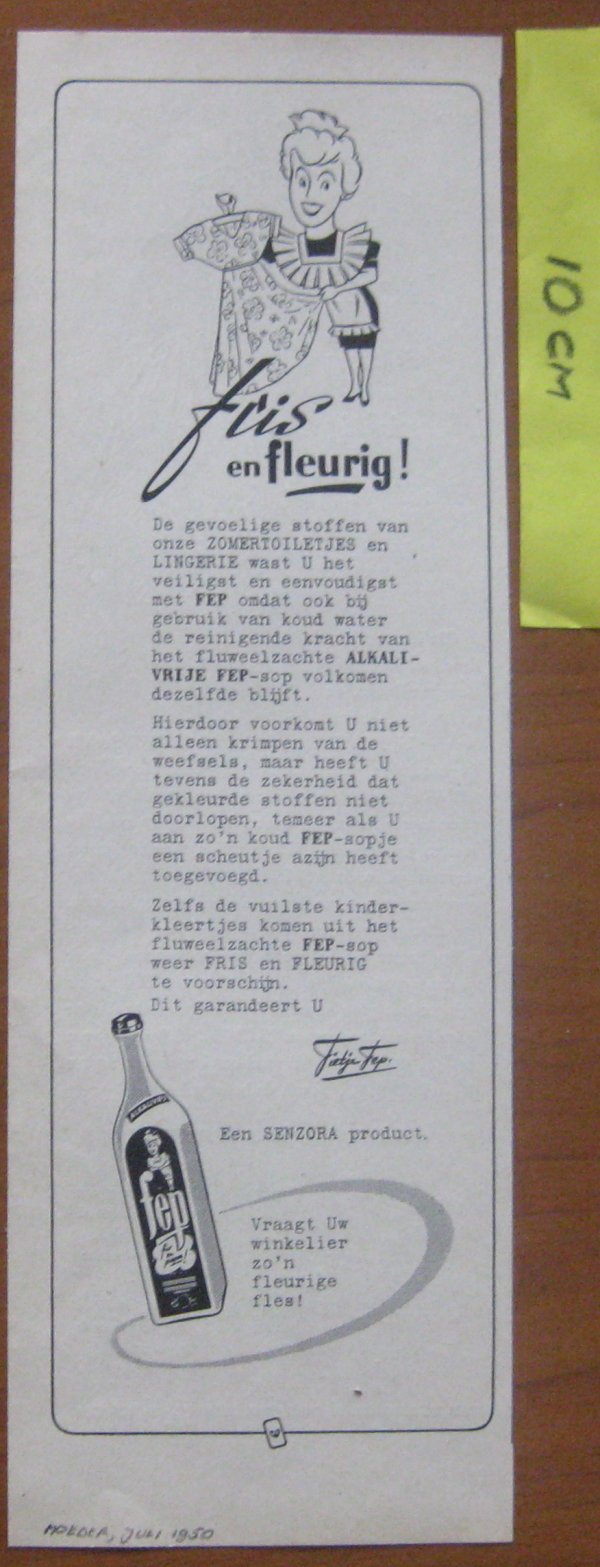 fris
en fleurig!
De gevoelige stoffen van
onze ZOMERTOILETJES en
LINGERIE wast U het
veiligst en eenvoudigst
met FEP omdat ook bij
gebruik van koud water
de reinigende kracht van
het fluweelzachte ALKALI-
VRIJE FEP-sop volkomen
dezelfde blijft.
Hierdoor voorkomt U niet
alleen krimpen van de
weefsels, maar heeft U
tevens de zekerheid dat
gekleurde stoffen niet
doorlopen, temeer als U
aan zo'n koud FEP-sopje
een scheutje azijn heeft
toegevoegd.
Zelfs de vuilste kinder-
kleertjes komen uit het
fluweelzachte FEP-sop
weer FRIS en FLEURIG
te voorschijn.
Dit garandeert U
Fietje Fep.
Een SENZORA product.
ALKALIVRIJ
fep
Vraagt Uw
winkelier
zo'n
fleurige
fles!
MOEDER, JULI 1950
10 CM